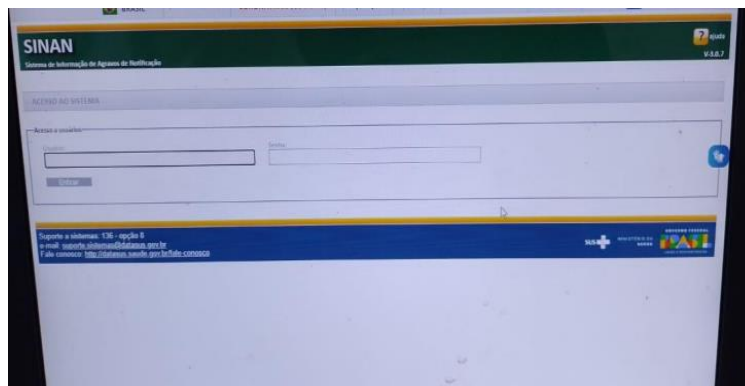 BRASIL
SINAN
Sistema de Informação de Agravos de Notificação
? ajuda
V-3.8.7
ACESSO AO SISTEMA
Acesso a usuários
Usuário:
Senha:
Entrar
Suporte a sistemas: 136 - opção 8
e-mail: suporte.sistemas@datasus.gov.br
Fale conosco: http://datasus.saude.gov.br/fale-conosco
SUS
MINISTÉRIO DA
SAÚDE
GOVERNO FEDERAL
BRASIL